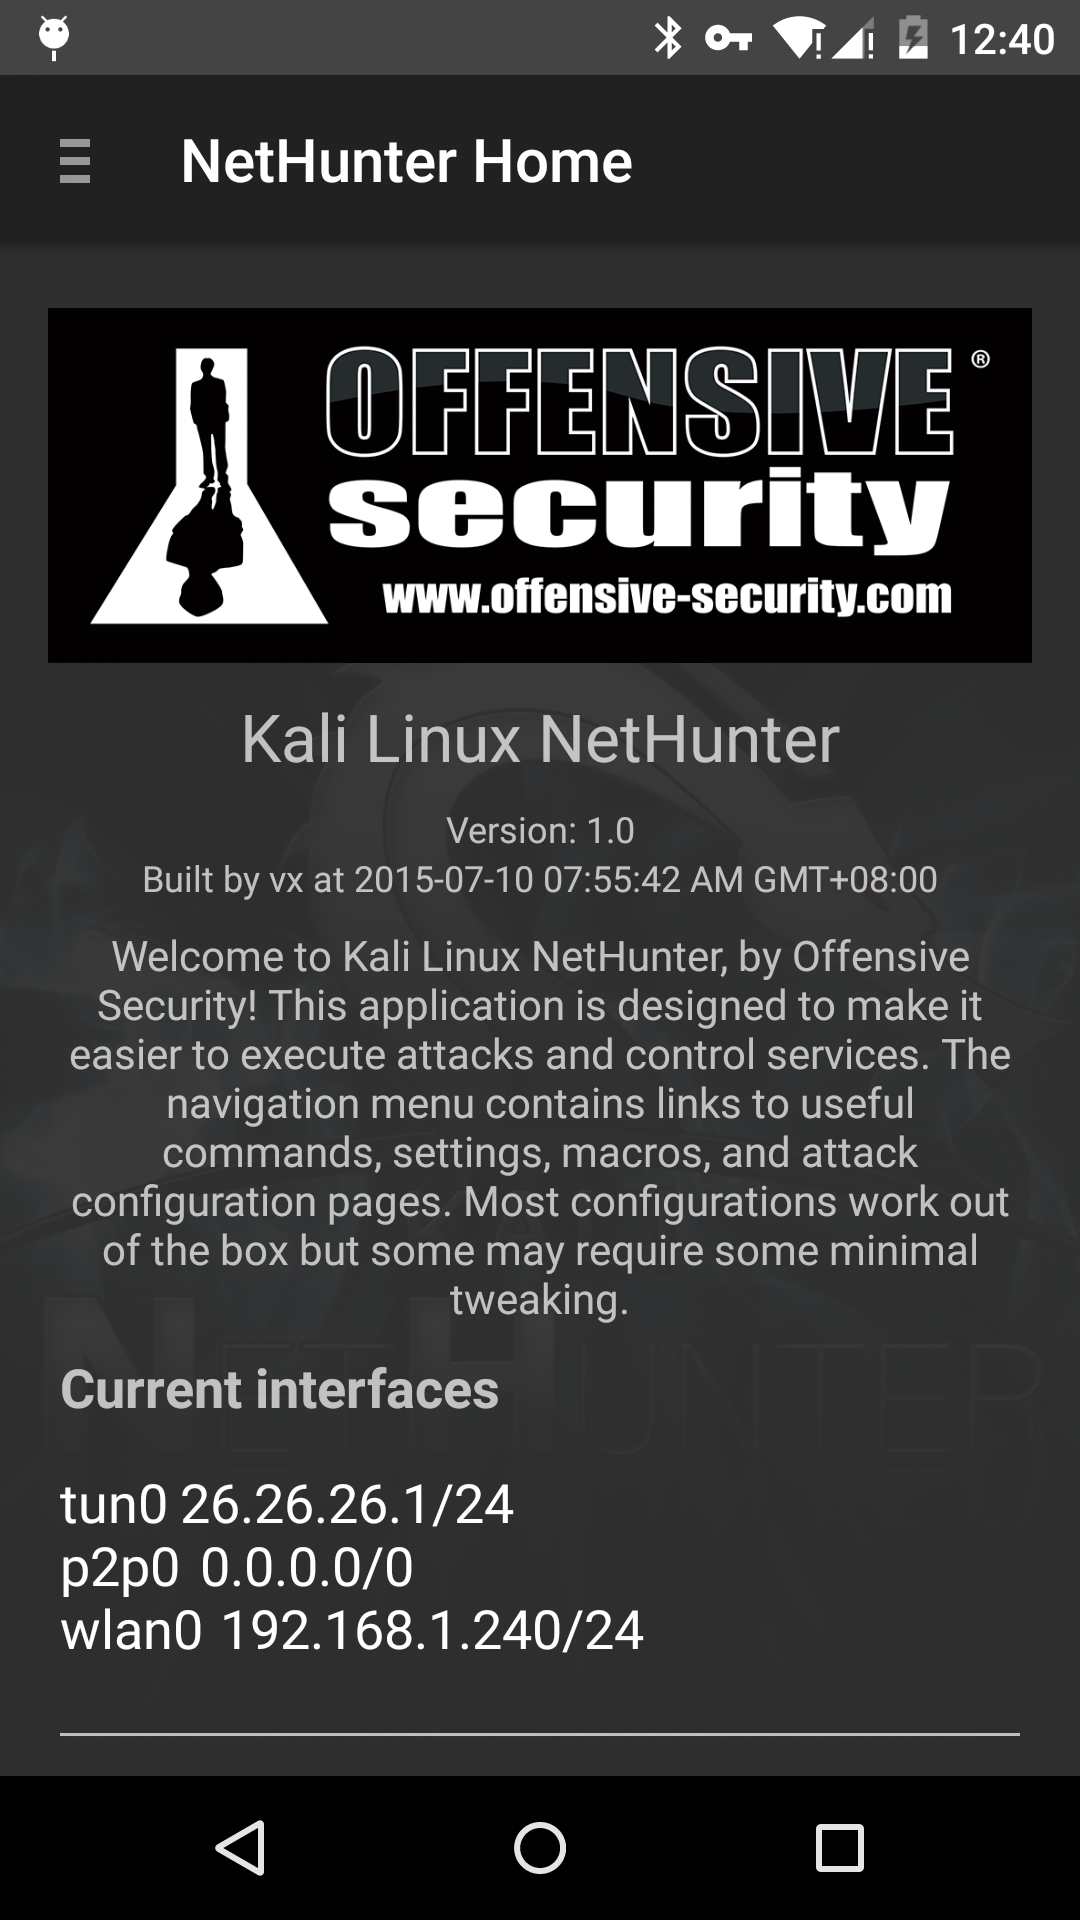 12:40
NetHunter Home
OFFENSIVE ®
security
www.offensive-security.com
Kali Linux NetHunter
Version: 1.0
Built by vx at 2015-07-10 07:55:42 AM GMT+08:00
Welcome to Kali Linux NetHunter, by Offensive
Security! This application is designed to make it
easier to execute attacks and control services. The
navigation menu contains links to useful
commands, settings, macros, and attack
configuration pages. Most configurations work out
of the box but some may require some minimal
tweaking.
NETHUNTER
Current interfaces
tun0 26.26.26.1/24
p2p0 0.0.0.0/0
wlan0 192.168.1.240/24